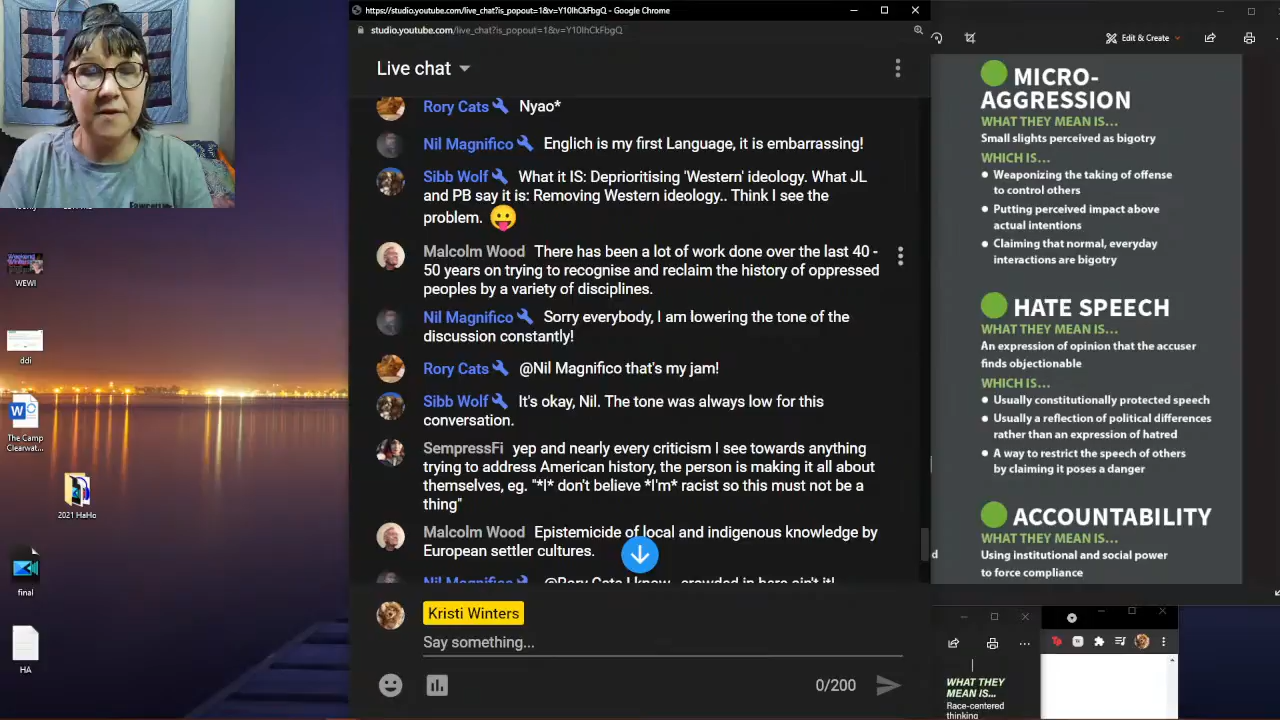 https://studio.youtube.com/live_chat?is_popout=1&v=Y10lhCkFbgQ - Google Chrome
studio.youtube.com/live_chat?is_popout=1&v=Y10lhCkFbgQ
Live chat
Rory Cats Nyao*
Nil Magnifico Englich is my first Language, it is embarrassing!
Sibb Wolf What it IS: Deprioritising 'Western' ideology. What JL
and PB say it is: Removing Western ideology.. Think I see the
problem. 😛
Malcolm Wood There has been a lot of work done over the last 40 -
50 years on trying to recognise and reclaim the history of oppressed
peoples by a variety of disciplines.
Nil Magnifico Sorry everybody, I am lowering the tone of the
discussion constantly!
Rory Cats @Nil Magnifico that's my jam!
Sibb Wolf It's okay, Nil. The tone was always low for this
conversation.
SempressFi yep and nearly every criticism I see towards anything
trying to address American history, the person is making it all about
themselves, eg. "*I* don't believe *I'm* racist so this must not be a
thing"
Malcolm Wood Epistemicide of local and indigenous knowledge by
European settler cultures.
Nil Magnifico @Rory Cats I know.. crowded in here ain't it!
Kristi Winters
Say something...
0/200
WEWI
ddi
The Camp
Clearwat...
2021 HaHo
final
HA
Edit & Create
MICRO-
AGGRESSION
WHAT THEY MEAN IS...
Small slights perceived as bigotry
WHICH IS...
● Weaponizing the taking of offense
to control others
● Putting perceived impact above
actual intentions
● Claiming that normal, everyday
interactions are bigotry
HATE SPEECH
WHAT THEY MEAN IS...
An expression of opinion that the accuser
finds objectionable
WHICH IS...
● Usually constitutionally protected speech
● Usually a reflection of political differences
rather than an expression of hatred
● A way to restrict the speech of others
by claiming it poses a danger
ACCOUNTABILITY
WHAT THEY MEAN IS...
Using institutional and social power
to force compliance
d
WHAT THEY
MEAN IS...
Race-centered
thinking